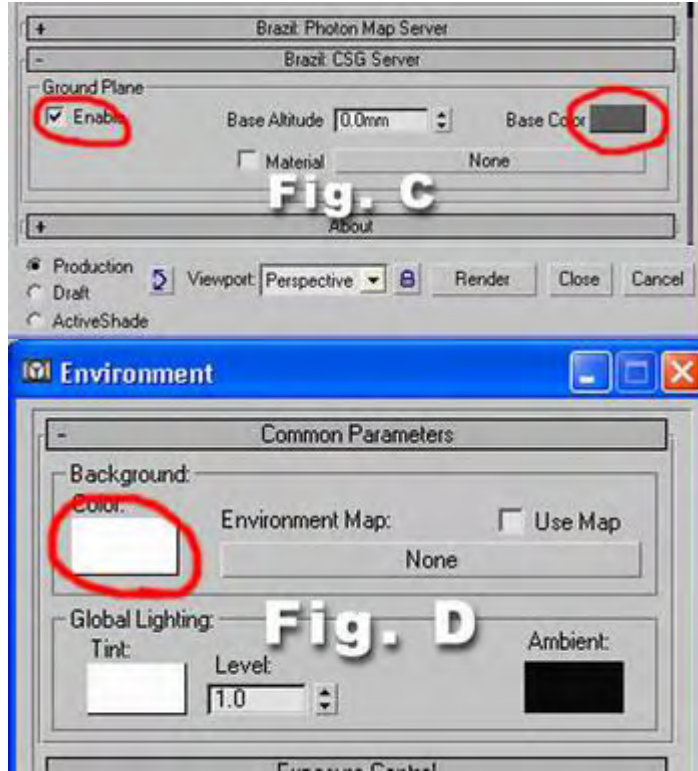 + Brazil: Photon Map Server
- Brazil: CSG Server
Ground Plane
Enable Base Altitude 0.0mm Base Color
Material None
Fig. C
+ About
Production
Draft
ActiveShade
Viewport: Perspective Render Close Cancel
Environment
- Common Parameters
Background:
Color: Environment Map: Use Map
None
Global Lighting: Fig. D
Tint: Level: Ambient:
1.0
Exposure Control